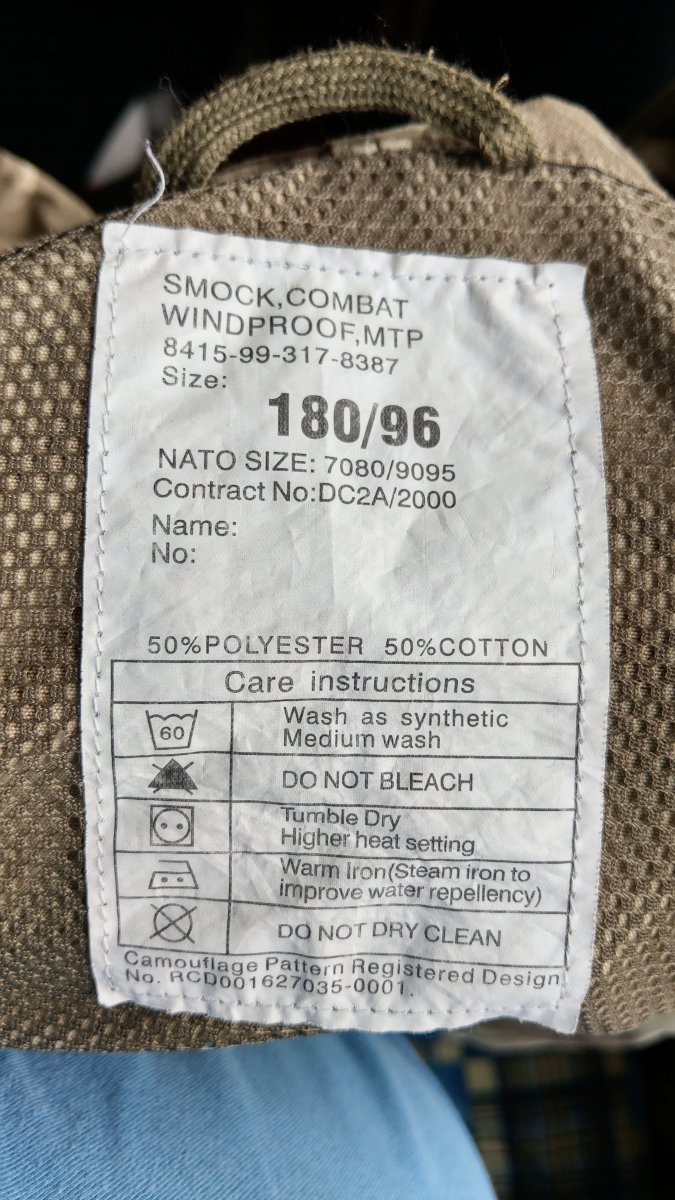 SMOCK,COMBAT
WINDPROOF,MTP
8415-99-317-8387
Size:
180/96
NATO SIZE: 7080/9095
Contract No:DC2A/2000
Name:
No:
50%POLYESTER 50%COTTON
Care instructions
60
Wash as synthetic
Medium wash
DO NOT BLEACH
Tumble Dry
Higher heat setting
Warm Iron(Steam iron to
improve water repellency)
DO NOT DRY CLEAN
Camouflage Pattern Registered Design
No. RCD001627035-0001.